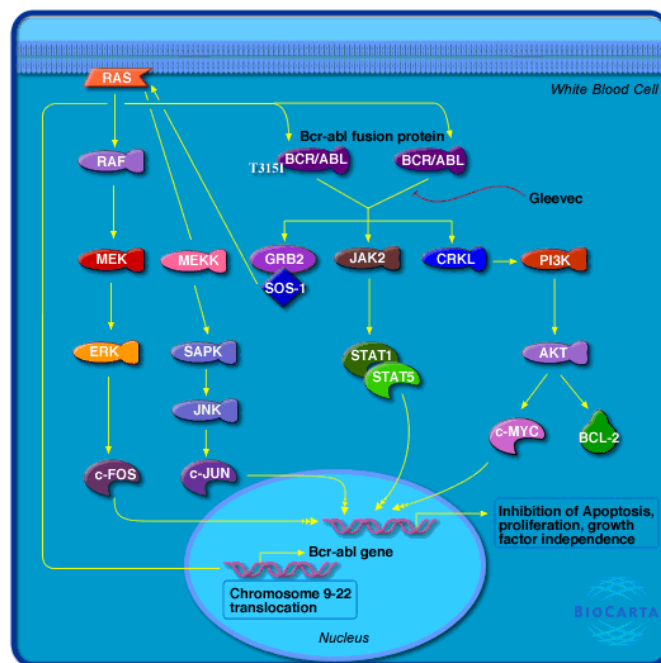 RAS
White Blood Cell
Bcr-abl fusion protein
RAF
T315I
BCR/ABL
BCR/ABL
Gleevec
MEK
MEKK
GRB2
SOS-1
JAK2
CRKL
PI3K
ERK
SAPK
STAT1
STAT5
AKT
JNK
c-MYC
BCL-2
c-FOS
c-JUN
Inhibition of Apoptosis,
proliferation, growth
factor independence
Bcr-abl gene
Chromosome 9-22
translocation
Nucleus
BIOCARTA